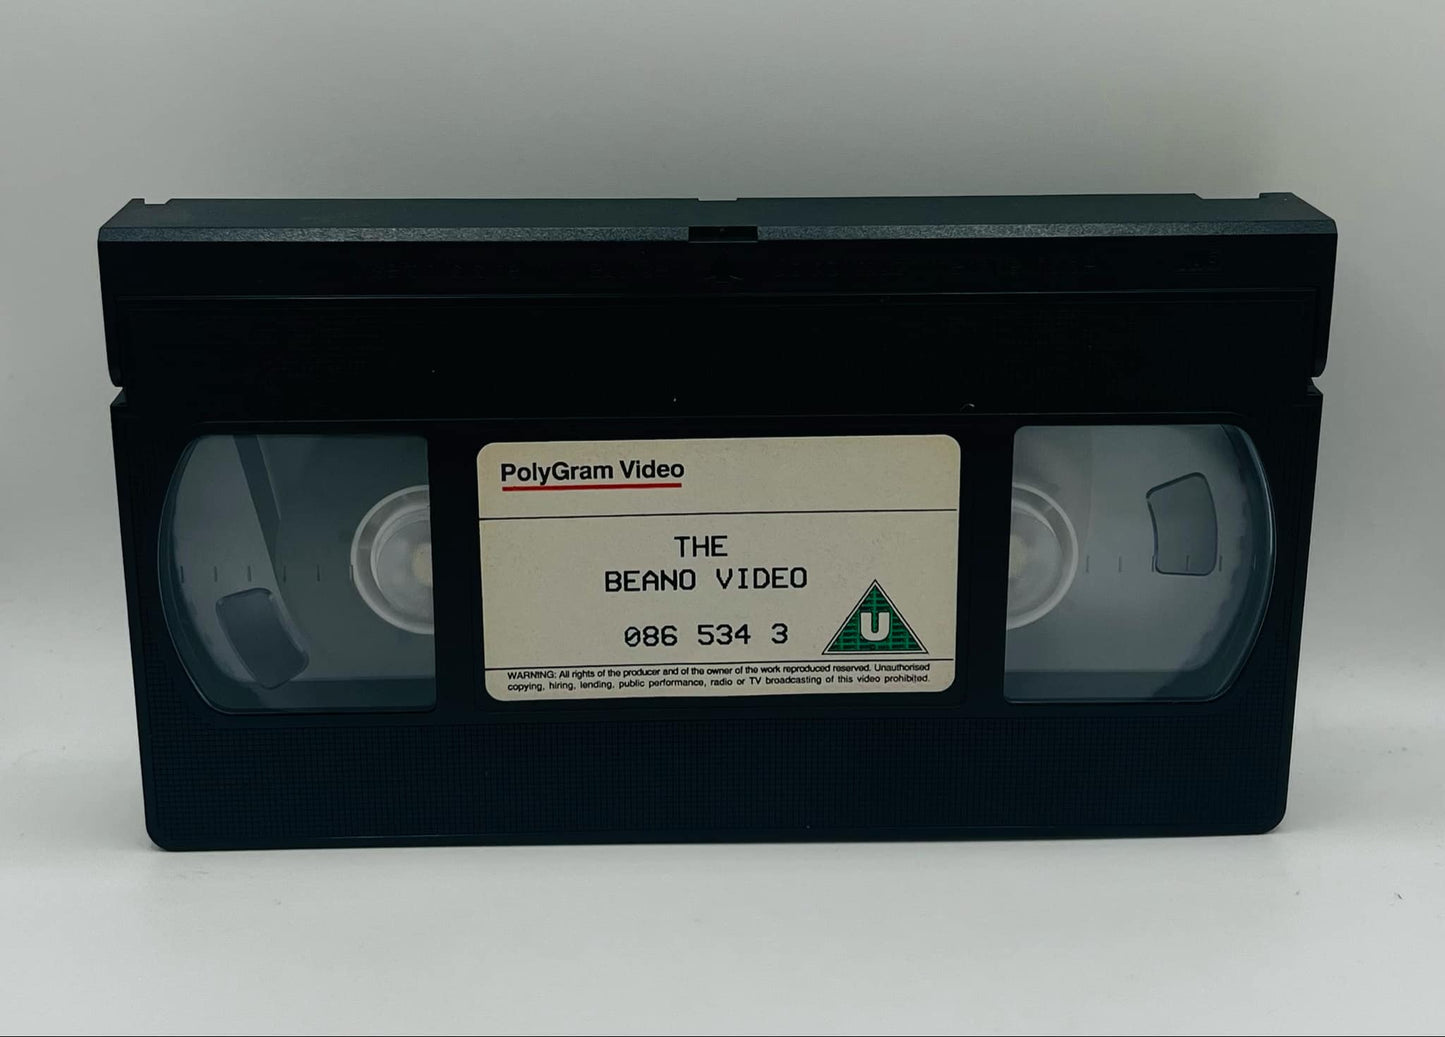 PolyGram Video
THE
BEANO VIDEO
086 534 3
U
WARNING: All rights of the producer and of the owner of the work reproduced reserved. Unauthorised
copying, hiring, lending, public performance, radio or TV broadcasting of this video prohibited.